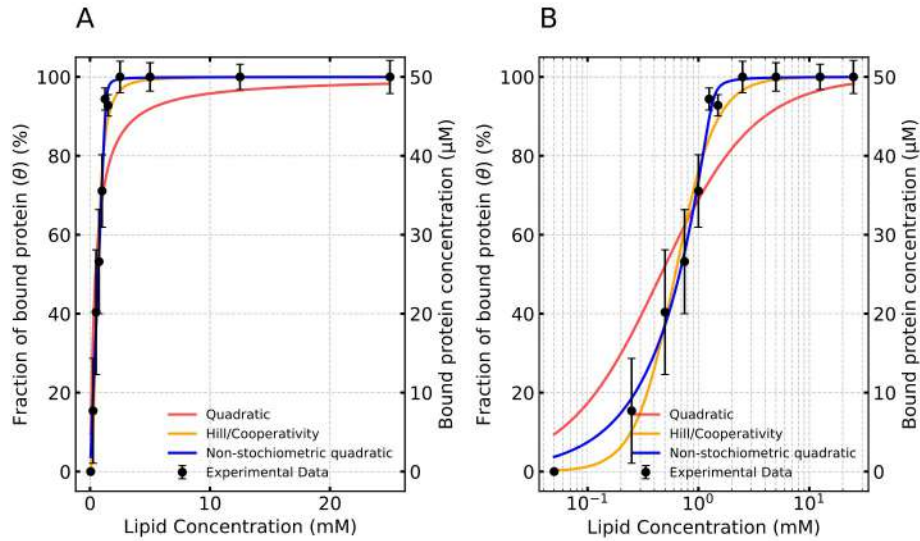 A
B
Fraction of bound protein (θ) (%)
100
80
60
40
20
0
50
40
30
20
10
0
Bound protein concentration (μM)
Quadratic
Hill/Cooperativity
Non-stochiometric quadratic
Experimental Data
0
10
20
Lipid Concentration (mM)
Fraction of bound protein (θ) (%)
100
80
60
40
20
0
50
40
30
20
10
0
Bound protein concentration (μM)
Quadratic
Hill/Cooperativity
Non-stochiometric quadratic
Experimental Data
10⁻¹
10⁰
10¹
Lipid Concentration (mM)